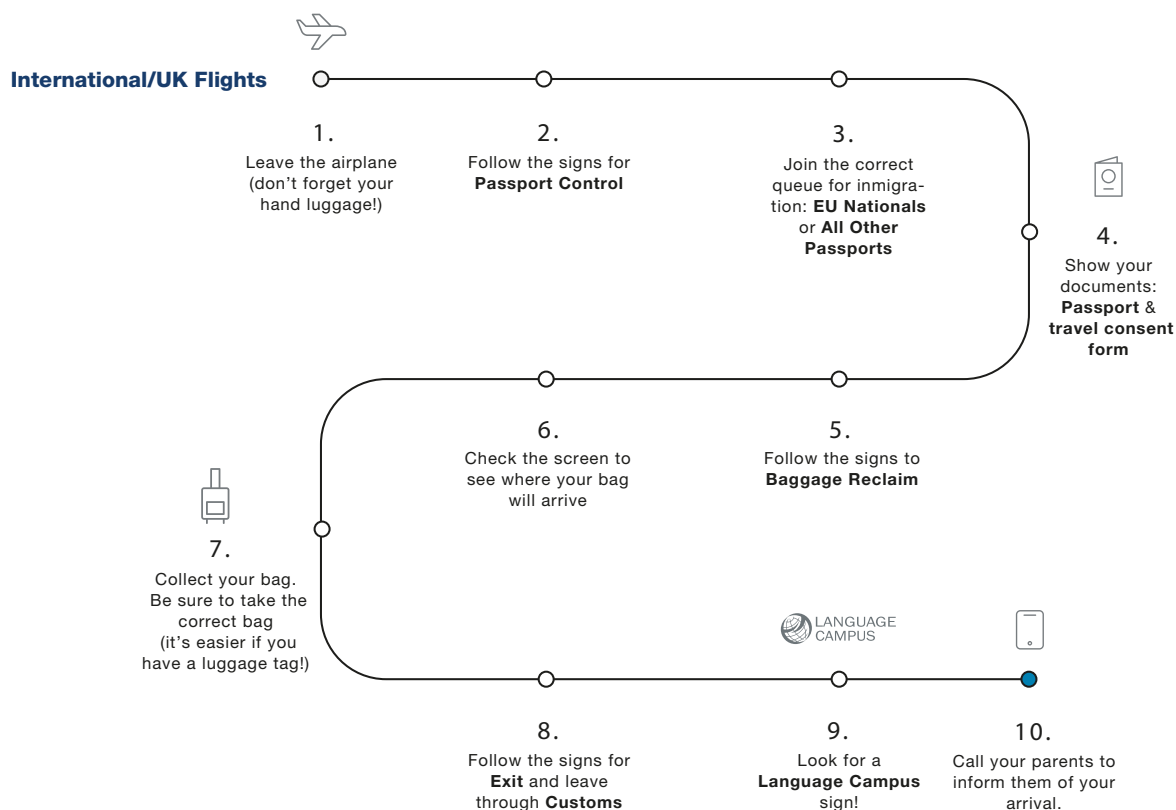 International/UK Flights
1.
Leave the airplane
(don’t forget your
hand luggage!)
2.
Follow the signs for
Passport Control
3.
Join the correct
queue for inmigra-
tion: EU Nationals
or All Other
Passports
4.
Show your
documents:
Passport &
travel consent
form
5.
Follow the signs to
Baggage Reclaim
6.
Check the screen to
see where your bag
will arrive
7.
Collect your bag.
Be sure to take the
correct bag
(it’s easier if you
have a luggage tag!)
8.
Follow the signs for
Exit and leave
through Customs
LANGUAGE
CAMPUS
9.
Look for a
Language Campus
sign!
10.
Call your parents to
inform them of your
arrival.